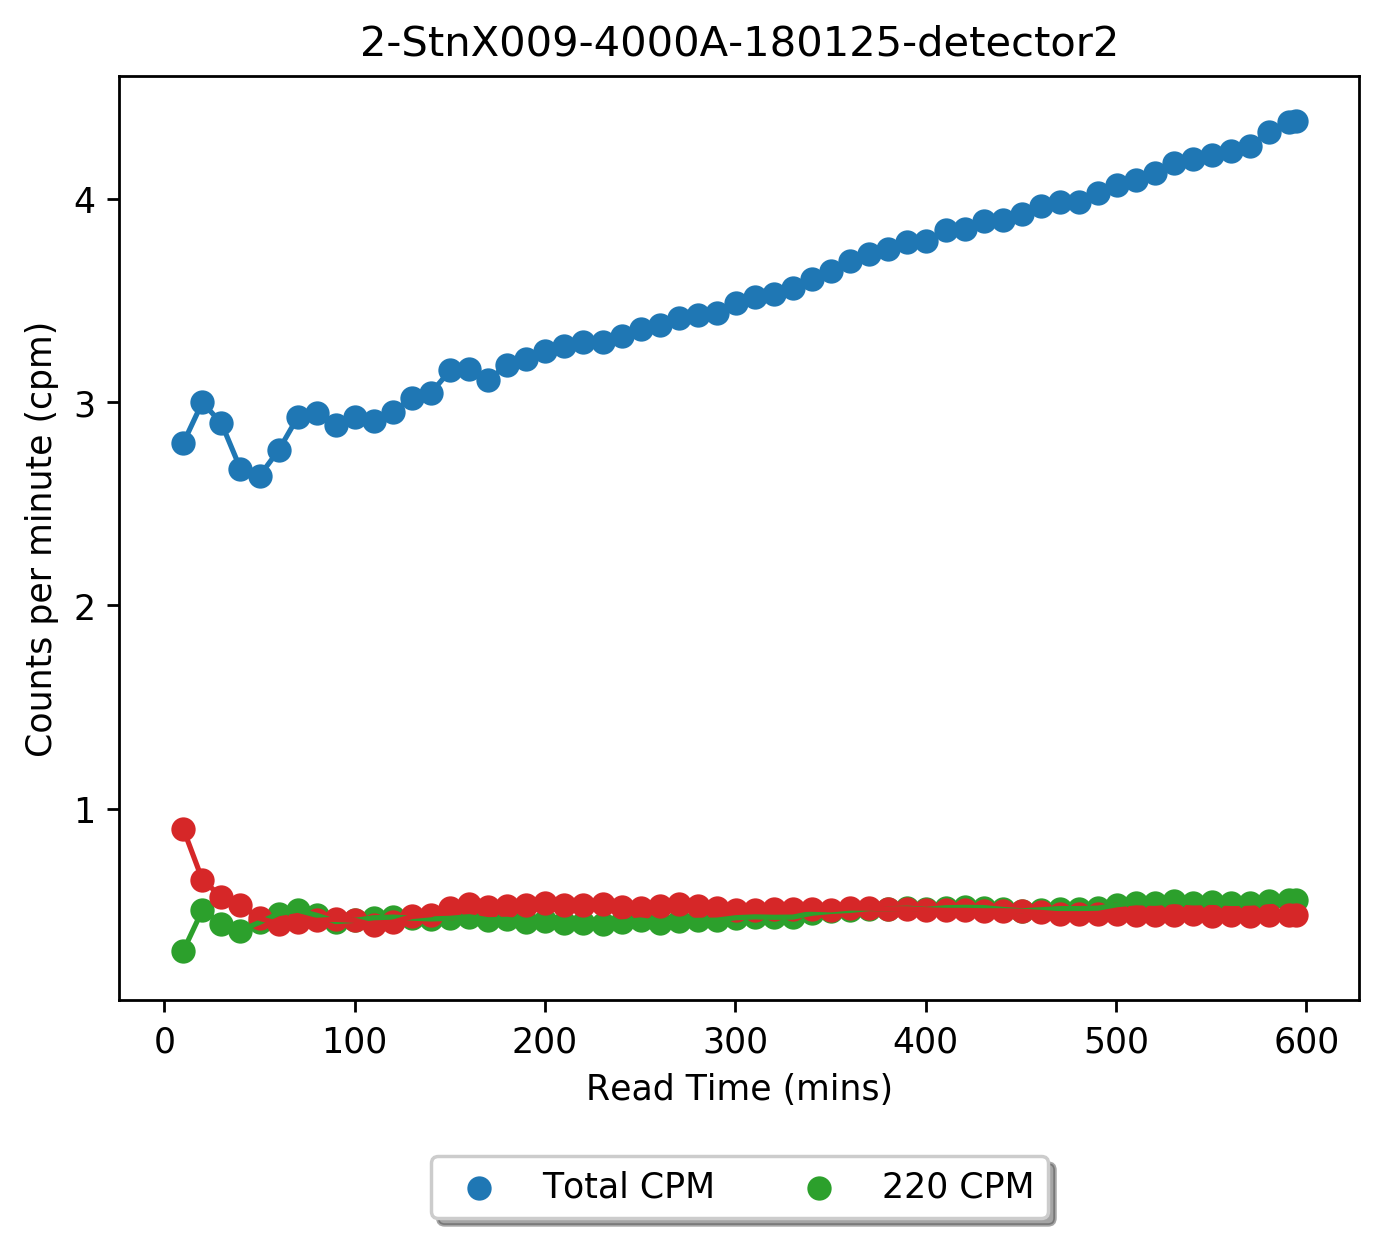 2-StnX009-4000A-180125-detector2
Counts per minute (cpm)
4
3
2
1
0 100 200 300 400 500 600
Read Time (mins)
Total CPM 220 CPM